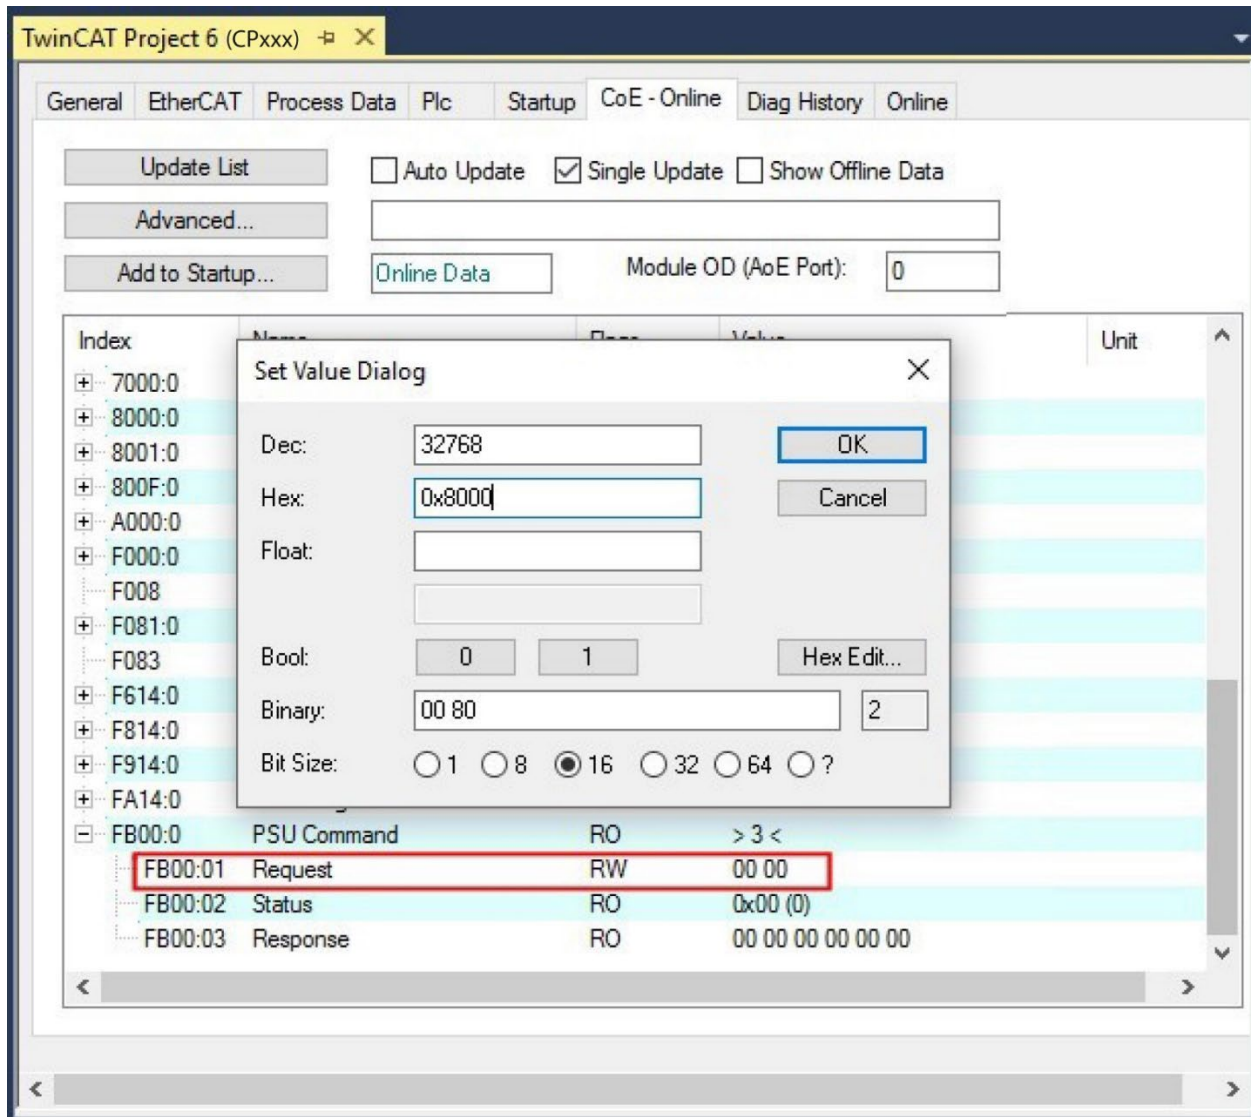 TwinCAT Project 6 (CPxxx)
General EtherCAT Process Data Plc Startup CoE - Online Diag History Online
Update List Auto Update Single Update Show Offline Data
Advanced...
Add to Startup... Online Data Module OD (AoE Port): 0
Index Unit
Set Value Dialog
7000:0
8000:0
8001:0
800F:0
A000:0
F000:0
F008
F081:0
F083
F614:0
F814:0
F914:0
FA14:0
Dec: 32768 OK
Hex: 0x8000 Cancel
Float:
Bool: 0 1 Hex Edit...
Binary: 00 80 2
Bit Size: 1 8 16 32 64 ?
FB00:0 PSU Command RO > 3 <
FB00:01 Request RW 00 00
FB00:02 Status RO 0x00 (0)
FB00:03 Response RO 00 00 00 00 00 00